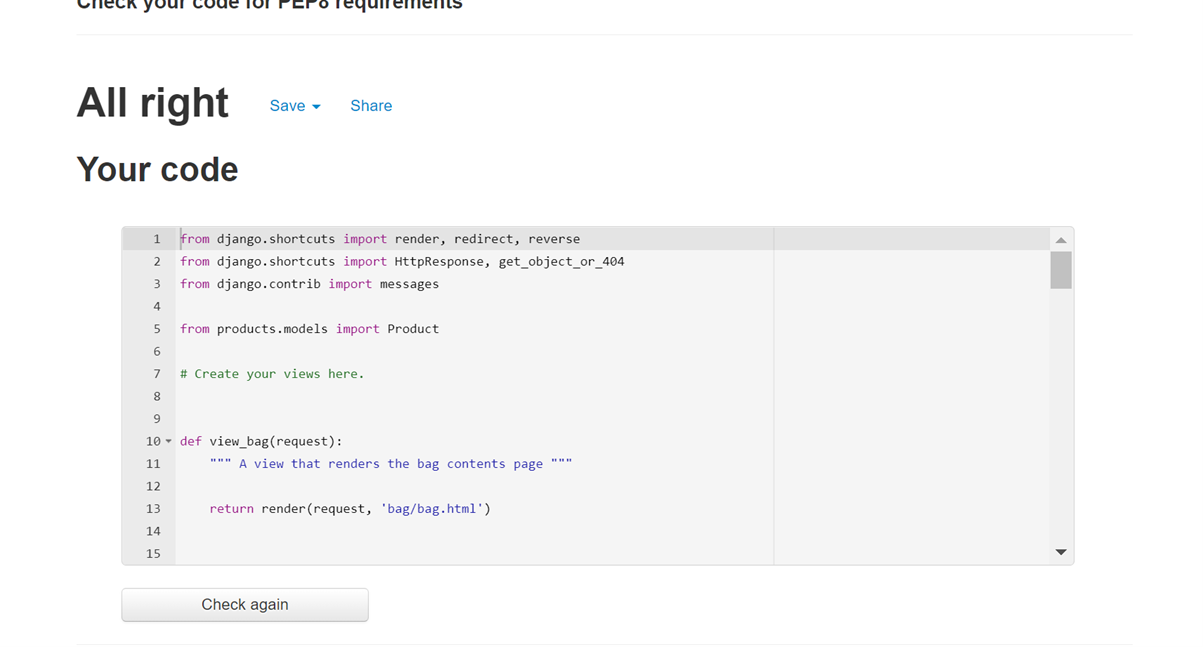 Check your code for PEP8 requirements
All right Save Share
Your code
1 from django.shortcuts import render, redirect, reverse
2 from django.shortcuts import HttpResponse, get_object_or_404
3 from django.contrib import messages
4
5 from products.models import Product
6
7 # Create your views here.
8
9
10 def view_bag(request):
11     """ A view that renders the bag contents page """
12
13     return render(request, 'bag/bag.html')
14
15
Check again